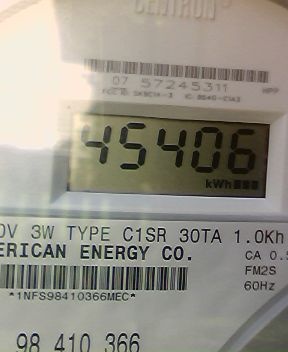 CENTRON
07 57245311 HPP
45406
kWh
0V 3W TYPE C1SR 30TA 1.0Kh
ERICAN ENERGY CO. CA 0.5
FM2S
*1NFS98410366MEC* 60Hz
98 410 366